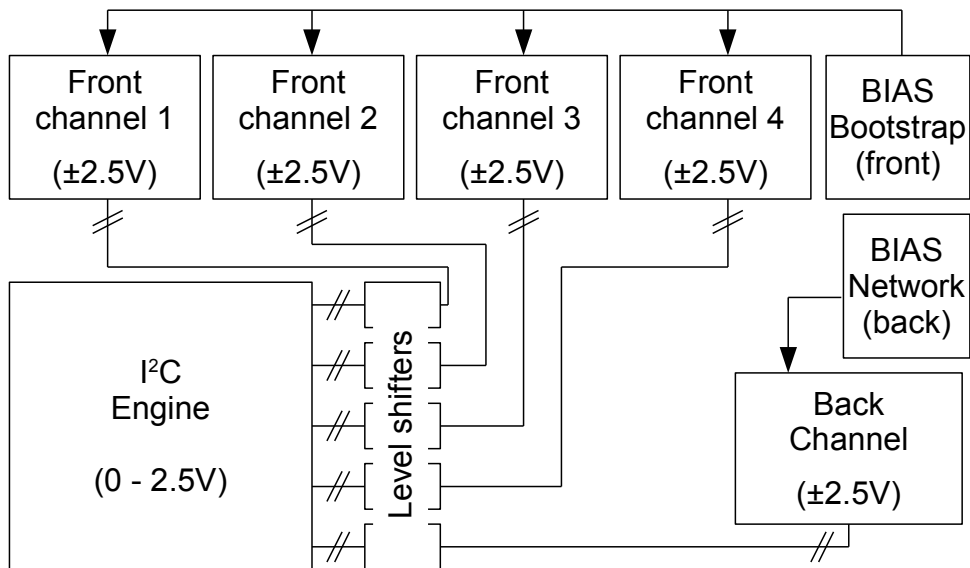 Front
channel 1
(±2.5V)
Front
channel 2
(±2.5V)
Front
channel 3
(±2.5V)
Front
channel 4
(±2.5V)
BIAS
Bootstrap
(front)
BIAS
Network
(back)
I²C
Engine
(0 - 2.5V)
Level shifters
Back
Channel
(±2.5V)